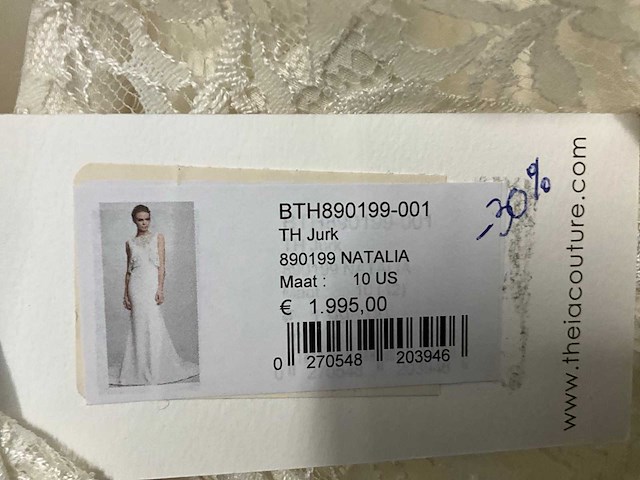 BTH890199-001
TH Jurk
890199 NATALIA
Maat : 10 US
€ 1.995,00
0 270548 203946
-30%
www.theiacouture.com